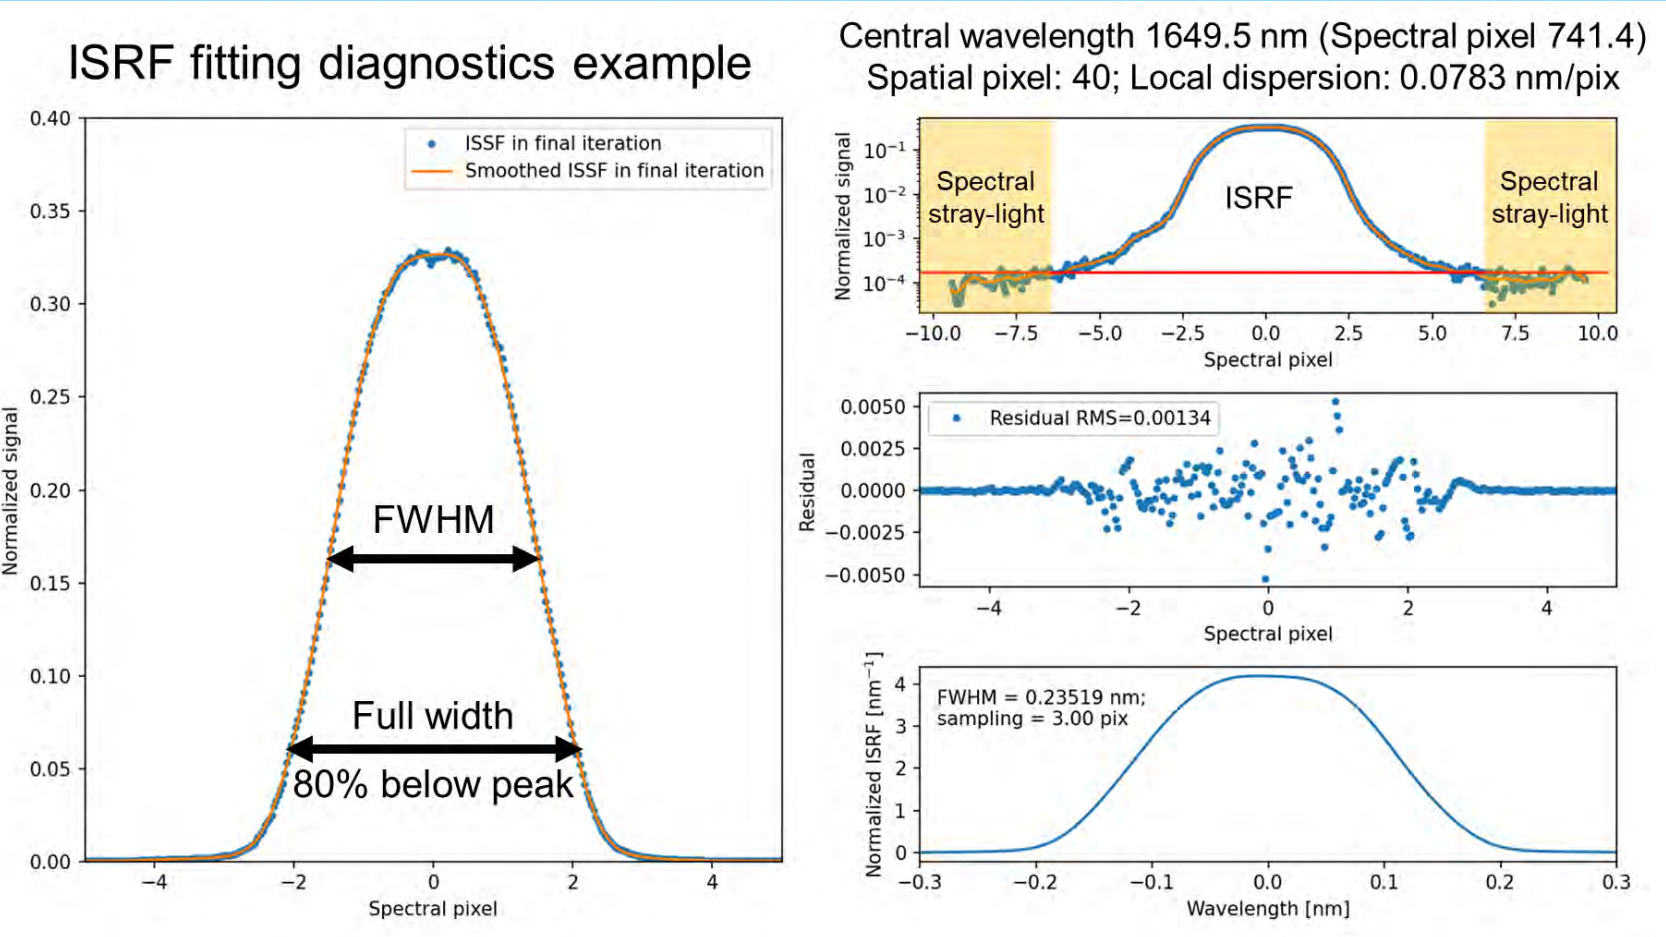 ISRF fitting diagnostics example
Central wavelength 1649.5 nm (Spectral pixel 741.4)
Spatial pixel: 40; Local dispersion: 0.0783 nm/pix
Normalized signal
0.40
0.35
0.30
0.25
0.20
0.15
0.10
0.05
0.00
ISSF in final iteration
Smoothed ISSF in final iteration
FWHM
Full width
80% below peak
−4 −2 0 2 4
Spectral pixel
Normalized signal
10⁻¹
10⁻²
10⁻³
10⁻⁴
Spectral
stray-light
ISRF
Spectral
stray-light
−10.0 −7.5 −5.0 −2.5 0.0 2.5 5.0 7.5 10.0
Spectral pixel
Residual
0.0050
0.0025
0.0000
−0.0025
−0.0050
Residual RMS=0.00134
−4 −2 0 2 4
Spectral pixel
Normalized ISRF [nm⁻¹]
4
3
2
1
0
FWHM = 0.23519 nm;
sampling = 3.00 pix
−0.3 −0.2 −0.1 0.0 0.1 0.2 0.3
Wavelength [nm]